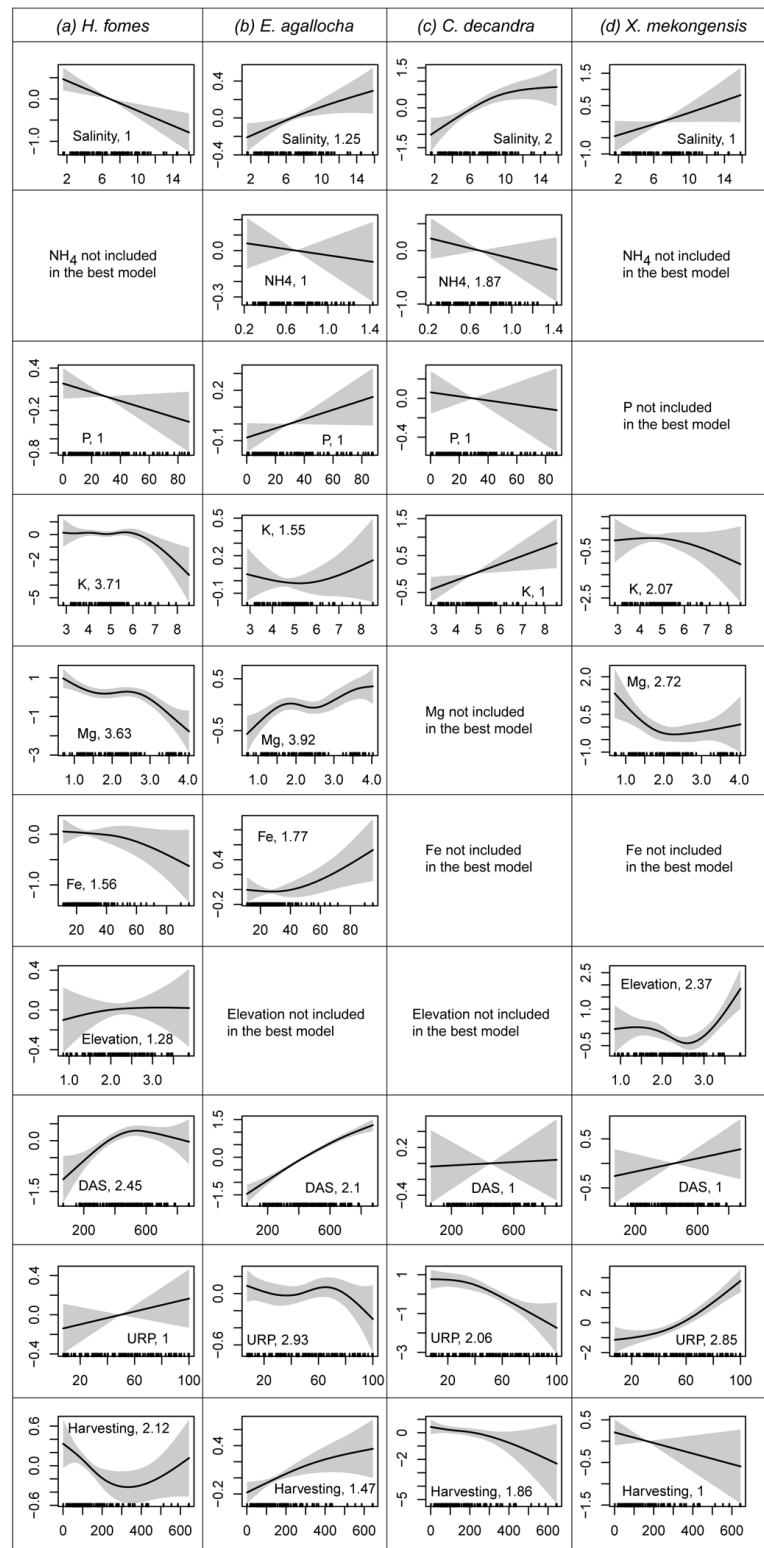 (a) H. fomes
(b) E. agallocha
(c) C. decandra
(d) X. mekongensis
0.0
-1.0
Salinity, 1
2 6 10 14
0.4
0.0
-0.4
Salinity, 1.25
2 6 10 14
1.5
0.5
-0.5
-1.5
Salinity, 2
2 6 10 14
1.5
0.5
-1.0
Salinity, 1
2 6 10 14
NH4 not included
in the best model
0.0
-0.3
NH4, 1
0.2 0.6 1.0 1.4
0.0
-1.0
NH4, 1.87
0.2 0.6 1.0 1.4
NH4 not included
in the best model
0.4
-0.2
-0.8
P, 1
0 20 40 60 80
0.2
-0.1
P, 1
0 20 40 60 80
0.0
-0.4
P, 1
0 20 40 60 80
P not included
in the best model
0
-2
-5
K, 3.71
3 4 5 6 7 8
0.5
0.2
-0.1
K, 1.55
3 4 5 6 7 8
1.5
0.5
-0.5
K, 1
3 4 5 6 7 8
-0.5
-2.5
K, 2.07
3 4 5 6 7 8
1
-1
-3
Mg, 3.63
1.0 2.0 3.0 4.0
0.5
-0.5
Mg, 3.92
1.0 2.0 3.0 4.0
Mg not included
in the best model
2.0
1.0
0.0
-1.0
Mg, 2.72
1.0 2.0 3.0 4.0
0.0
-1.0
Fe, 1.56
20 40 60 80
0.4
-0.2
Fe, 1.77
20 40 60 80
Fe not included
in the best model
Fe not included
in the best model
0.4
0.0
-0.4
Elevation, 1.28
1.0 2.0 3.0
Elevation not included
in the best model
Elevation not included
in the best model
2.5
1.0
-0.5
Elevation, 2.37
1.0 2.0 3.0
0.0
-1.5
DAS, 2.45
200 600
1.5
0.0
-1.5
DAS, 2.1
200 600
0.2
-0.4
DAS, 1
200 600
0.5
-0.5
DAS, 1
200 600
0.4
0.0
-0.4
URP, 1
0 20 40 60 100
0.0
-0.6
URP, 2.93
0 20 40 60 100
1
-1
-3
URP, 2.06
0 20 40 60 100
2
0
-2
URP, 2.85
0 20 60 100
0.6
0.0
-0.6
Harvesting, 2.12
0 200 400 600
0.6
0.2
-0.2
Harvesting, 1.47
0 200 400 600
0
-2
-5
Harvesting, 1.86
0 200 400 600
0.5
-0.5
-1.5
Harvesting, 1
0 200 400 600